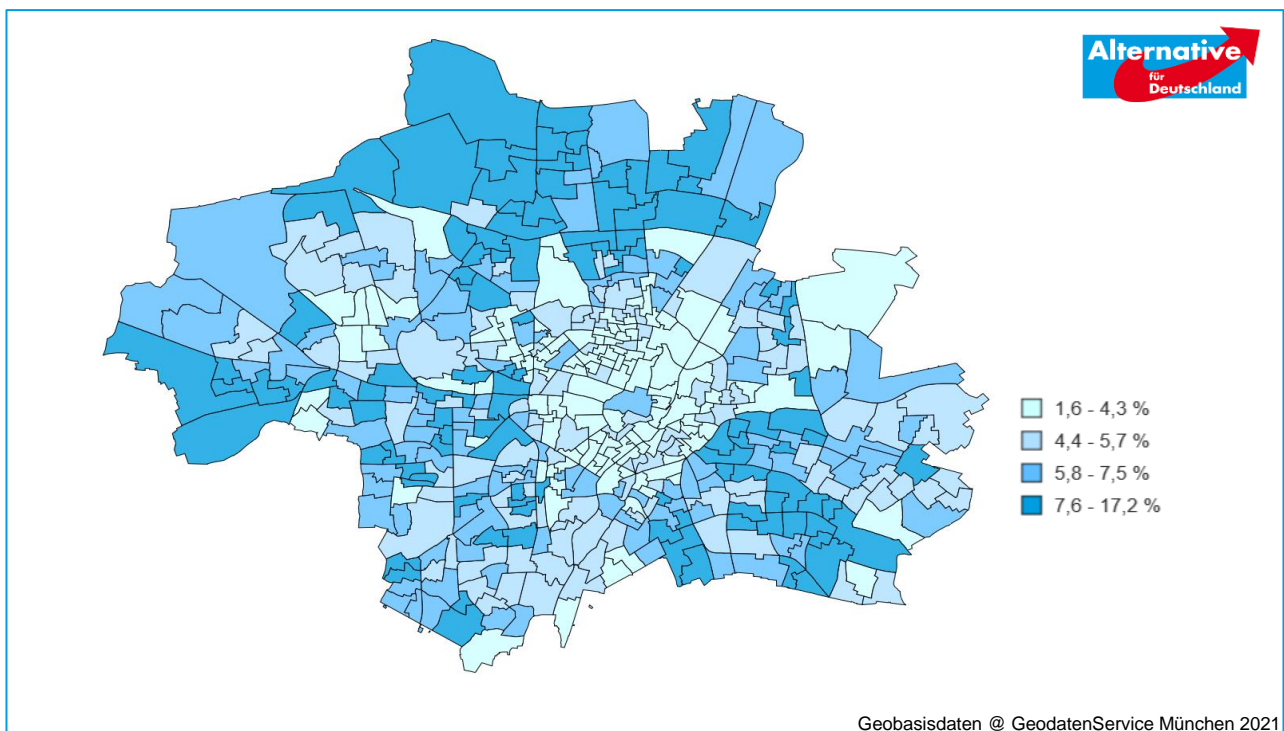 Alternative
für
Deutschland
1,6 - 4,3 %
4,4 - 5,7 %
5,8 - 7,5 %
7,6 - 17,2 %
Geobasisdaten @ GeodatenService München 2021